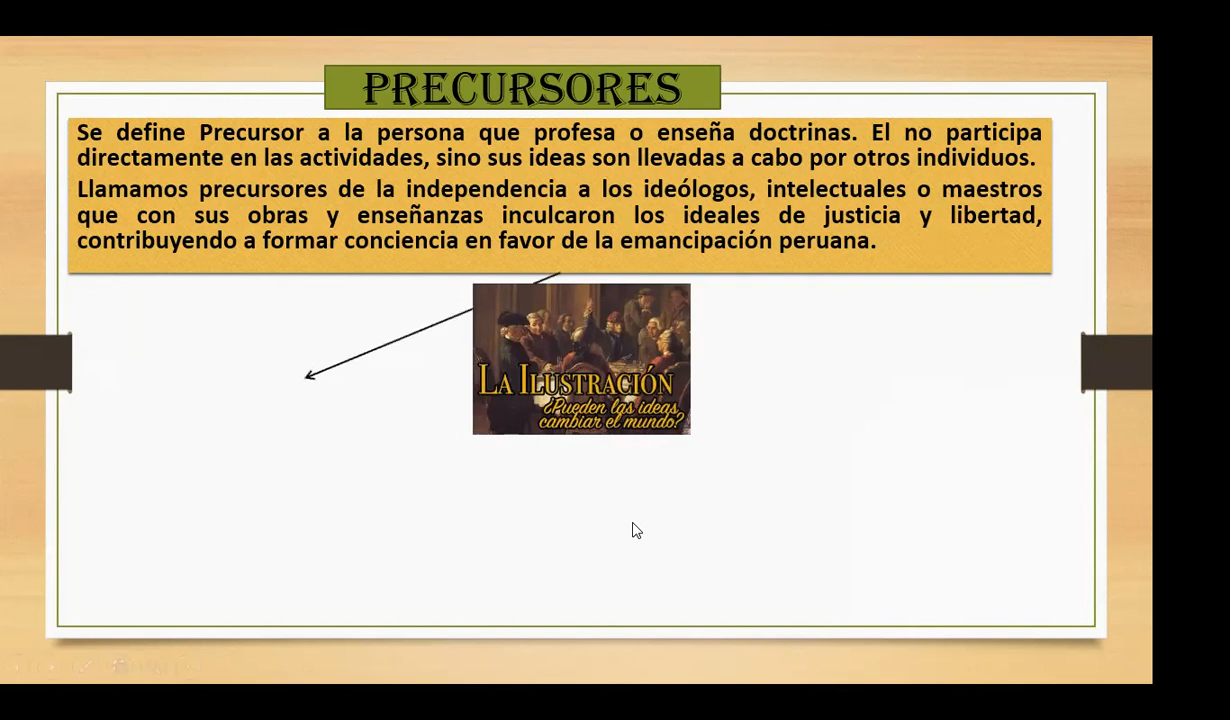 PRECURSORES
Se define Precursor a la persona que profesa o enseña doctrinas. El no participa
directamente en las actividades, sino sus ideas son llevadas a cabo por otros individuos.
Llamamos precursores de la independencia a los ideólogos, intelectuales o maestros
que con sus obras y enseñanzas inculcaron los ideales de justicia y libertad,
contribuyendo a formar conciencia en favor de la emancipación peruana.
LA ILUSTRACIÓN
¿Pueden las ideas
cambiar el mundo?